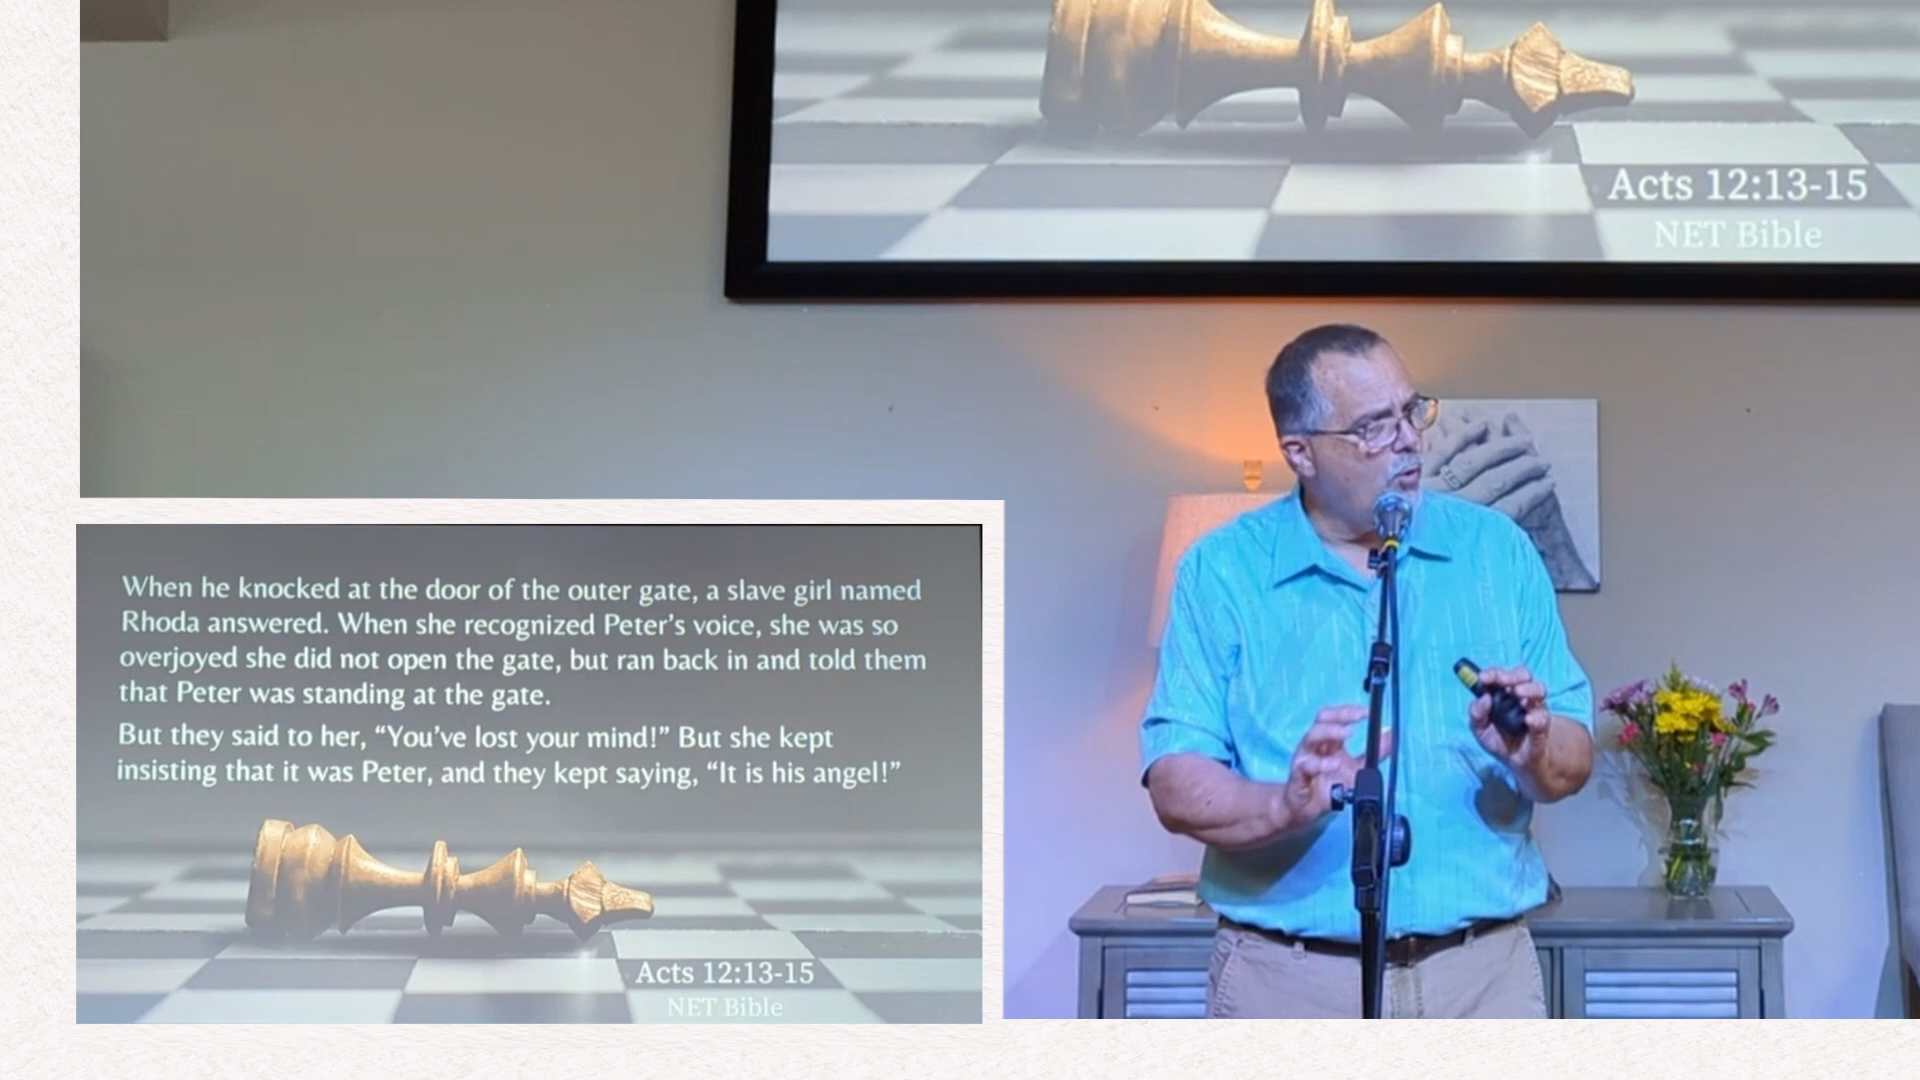 Acts 12:13-15
NET Bible
When he knocked at the door of the outer gate, a slave girl named
Rhoda answered. When she recognized Peter’s voice, she was so
overjoyed she did not open the gate, but ran back in and told them
that Peter was standing at the gate.
But they said to her, “You’ve lost your mind!” But she kept
insisting that it was Peter, and they kept saying, “It is his angel!”
Acts 12:13-15
NET Bible